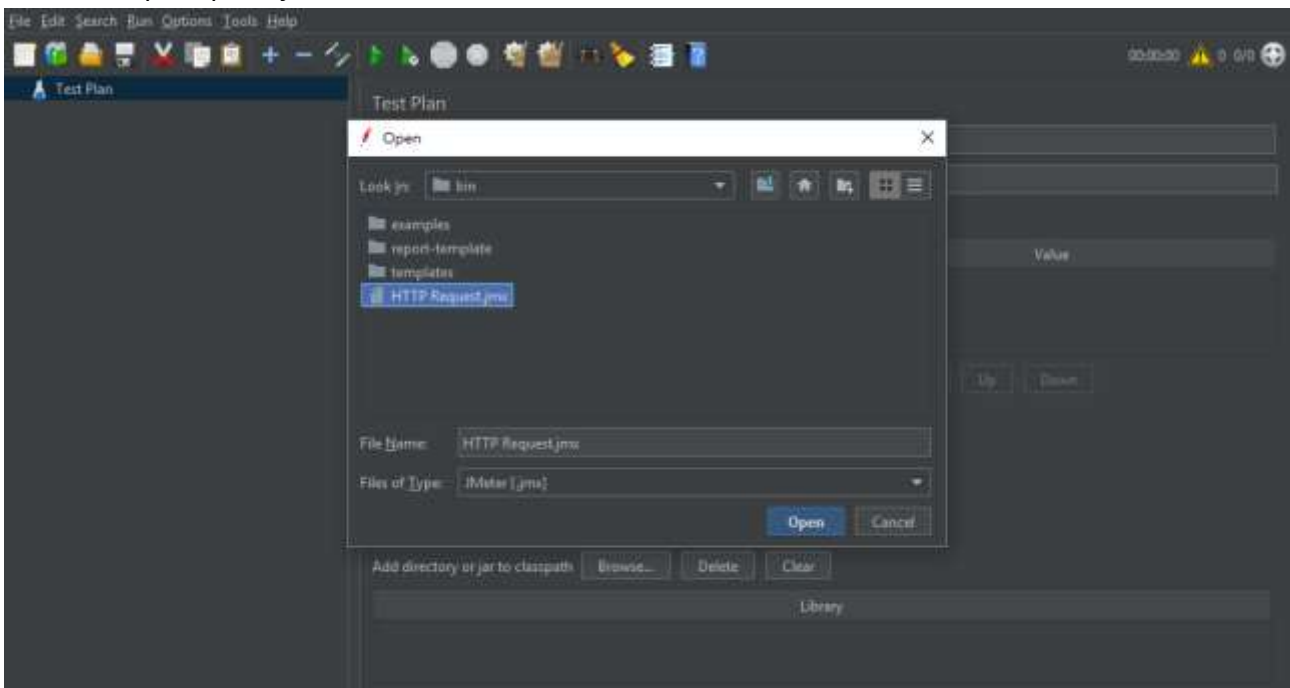 File Edit Search Run Options Tools Help
00:00:00 0 0/0
Test Plan
Test Plan
Open
Look in: bin
examples
report-template
templates
HTTP Request.jmx
Value
Up Down
File Name: HTTP Request.jmx
Files of Type: JMeter [.jmx]
Open Cancel
Add directory or jar to classpath Browse... Delete Clear
Library